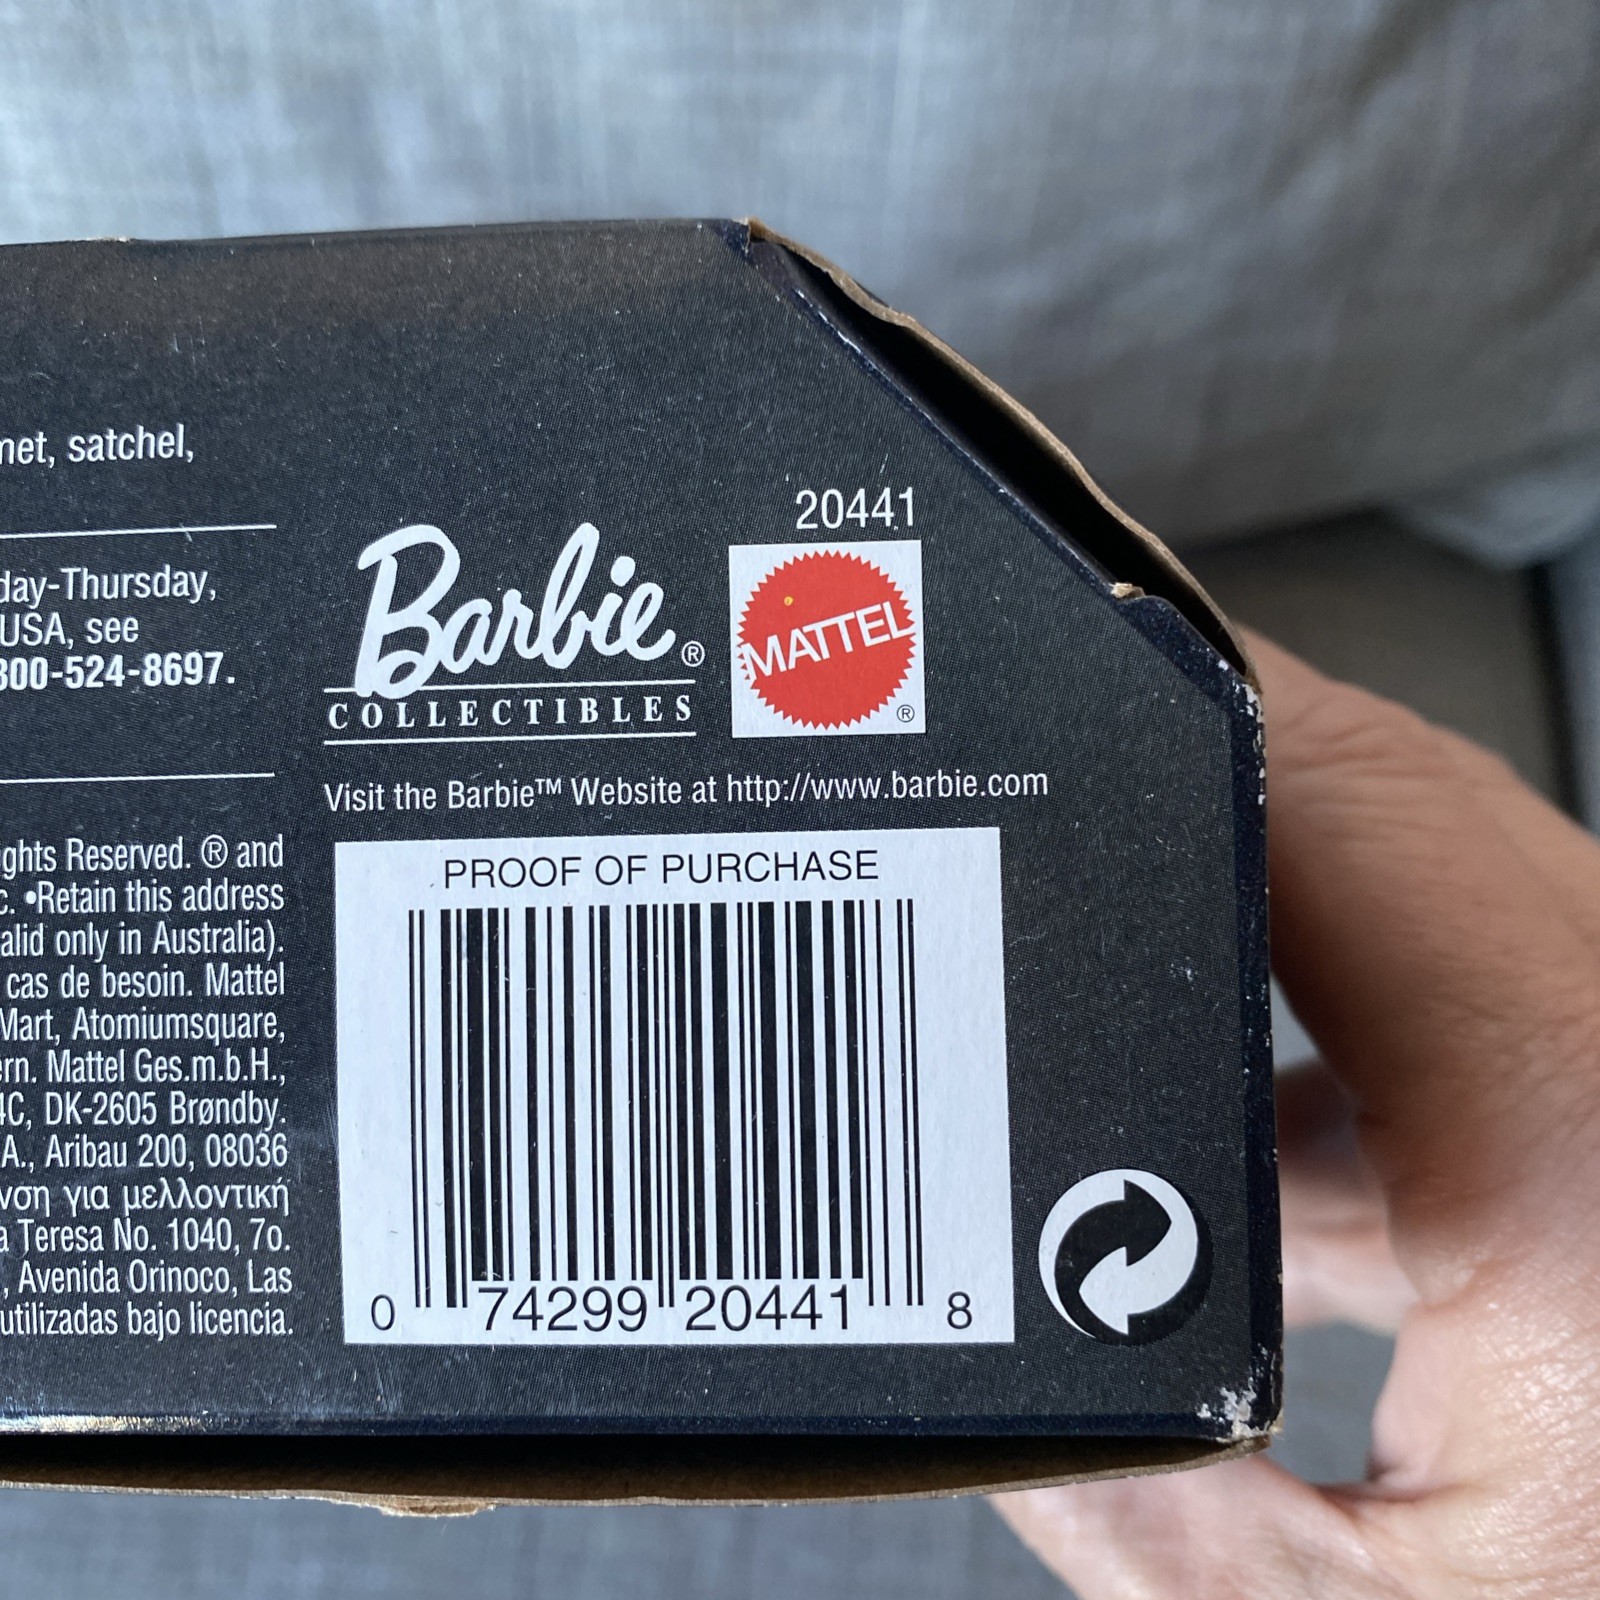 satchel,
day-Thursday,
USA, see
800-524-8697.
20441
Barbie®
COLLECTIBLES
MATTEL
®
Visit the Barbie™ Website at http://www.barbie.com
ghts Reserved. ® and
c. •Retain this address
alid only in Australia).
cas de besoin. Mattel
Mart, Atomiumsquare,
ern. Mattel Ges.m.b.H.,
4C, DK-2605 Brøndby.
A., Aribau 200, 08036
νση για μελλοντική
a Teresa No. 1040, 7o.
, Avenida Orinoco, Las
utilizadas bajo licencia.
PROOF OF PURCHASE
0 74299 20441 8